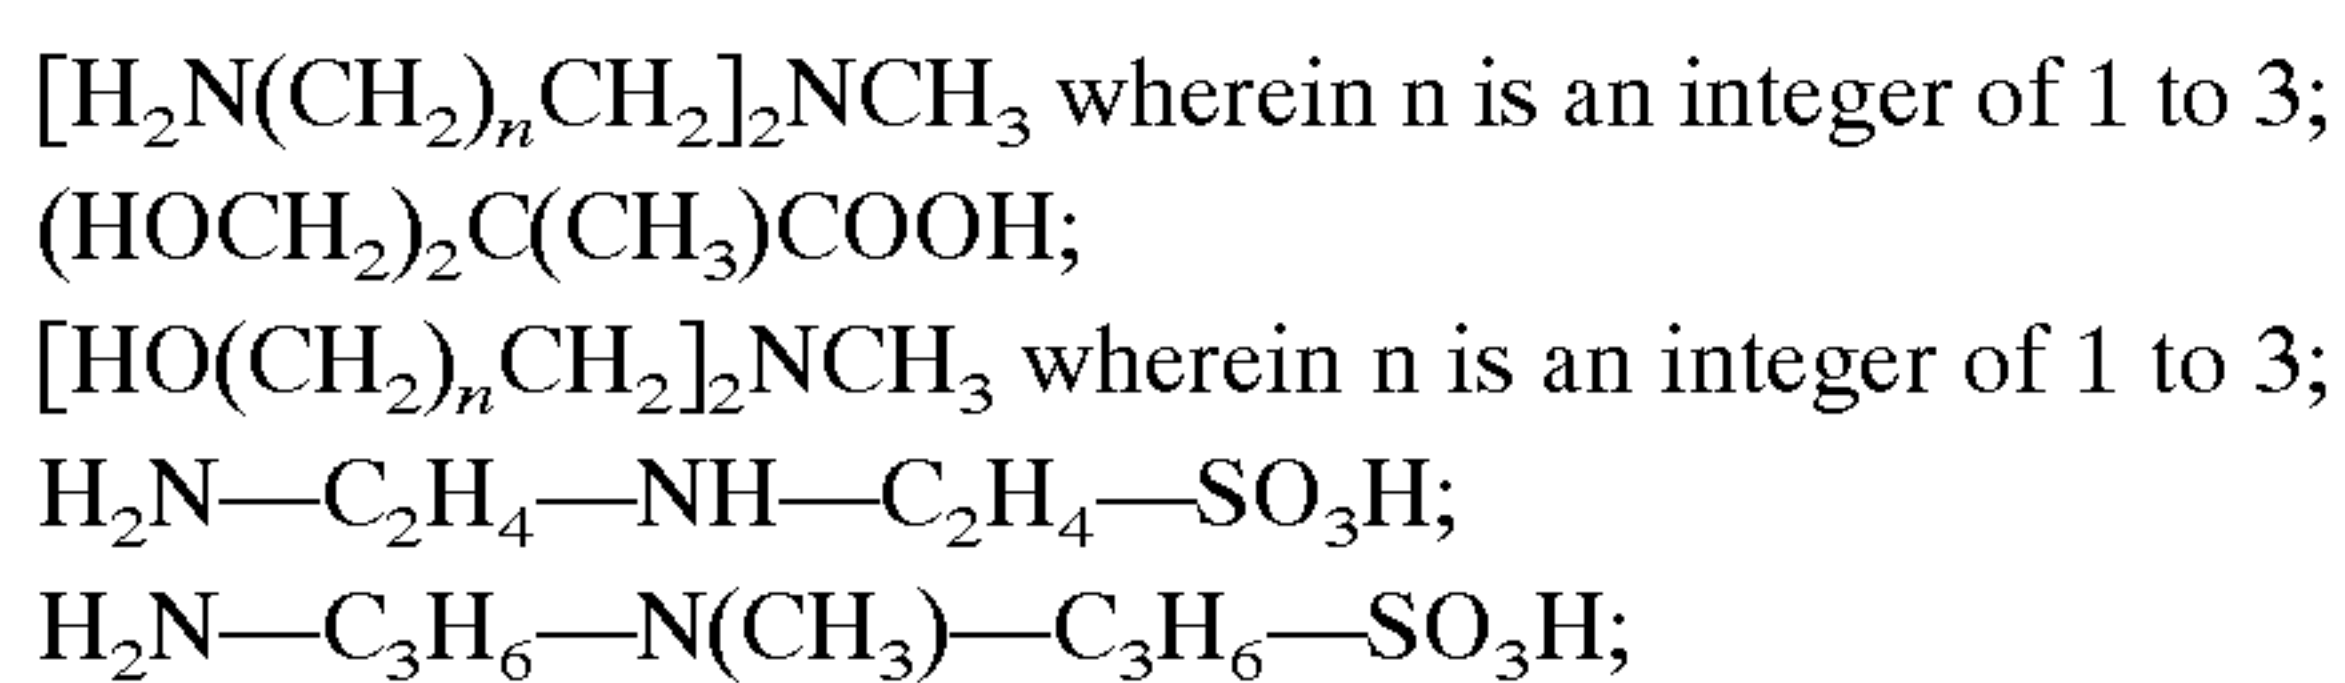 [H₂N(CH₂)ₙCH₂]₂NCH₃ wherein n is an integer of 1 to 3;
(HOCH₂)₂C(CH₃)COOH;
[HO(CH₂)ₙCH₂]₂NCH₃ wherein n is an integer of 1 to 3;
H₂N—C₂H₄—NH—C₂H₄—SO₃H;
H₂N—C₃H₆—N(CH₃)—C₃H₆—SO₃H;